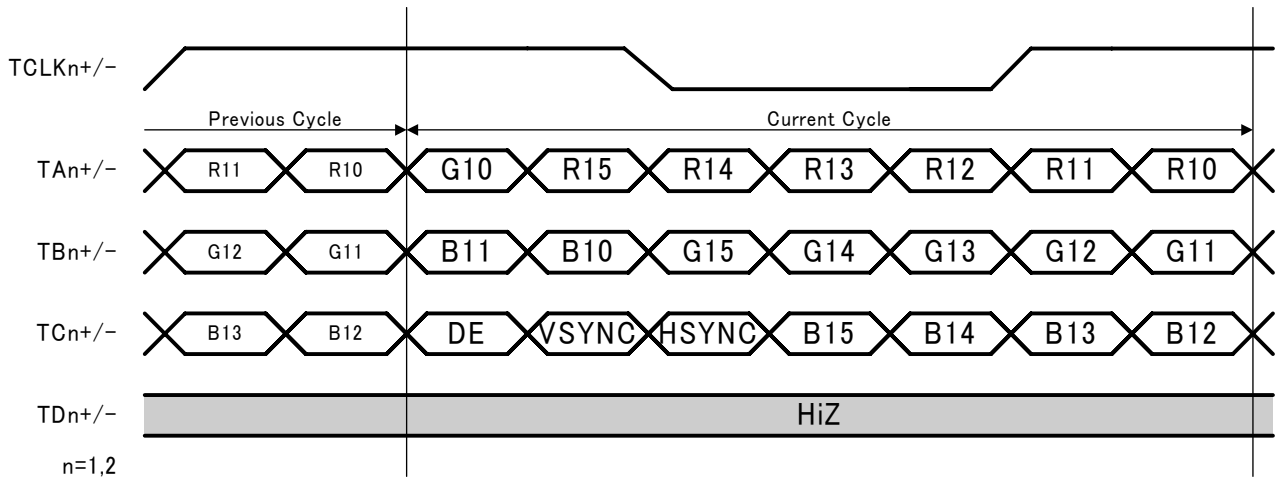 TCLKn+/-
Previous Cycle Current Cycle
TAn+/- R11 R10 G10 R15 R14 R13 R12 R11 R10
TBn+/- G12 G11 B11 B10 G15 G14 G13 G12 G11
TCn+/- B13 B12 DE VSYNC HSYNC B15 B14 B13 B12
TDn+/- HiZ
n=1,2